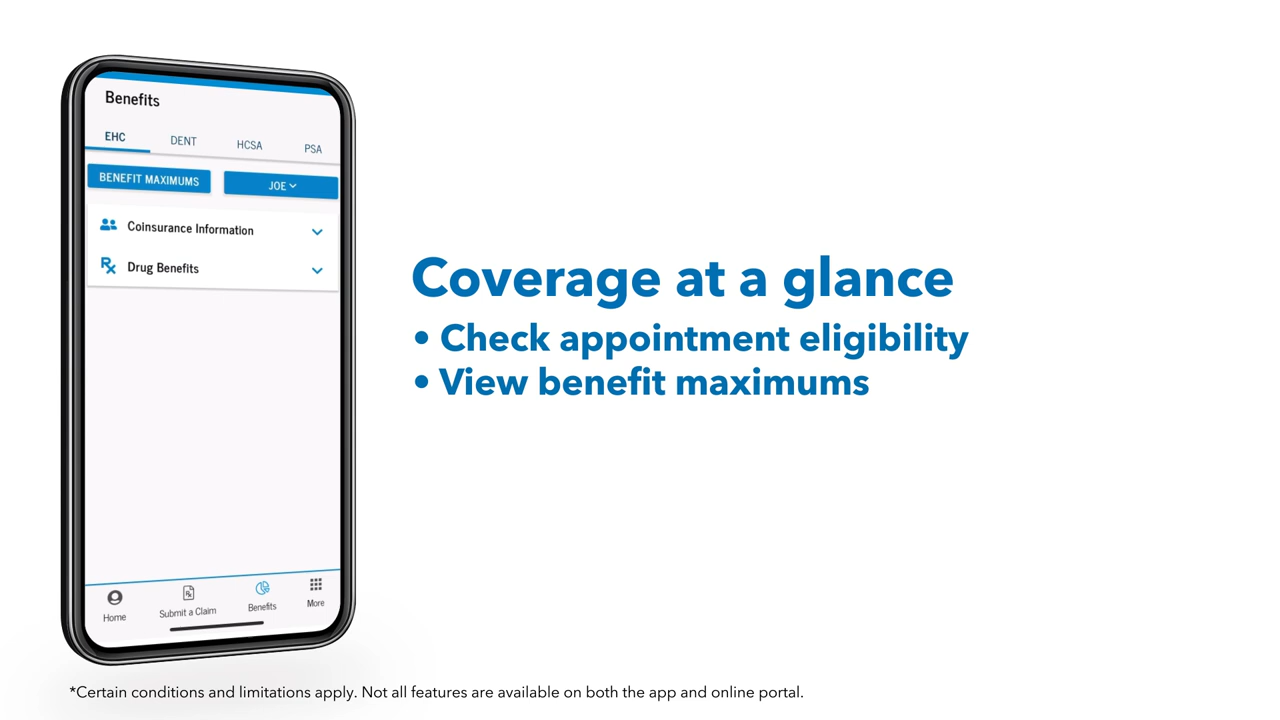 Benefits
EHC DENT HCSA PSA
BENEFIT MAXIMUMS JOE
Coinsurance Information
Rx Drug Benefits
Home Submit a Claim Benefits More
Coverage at a glance
• Check appointment eligibility
• View benefit maximums
*Certain conditions and limitations apply. Not all features are available on both the app and online portal.